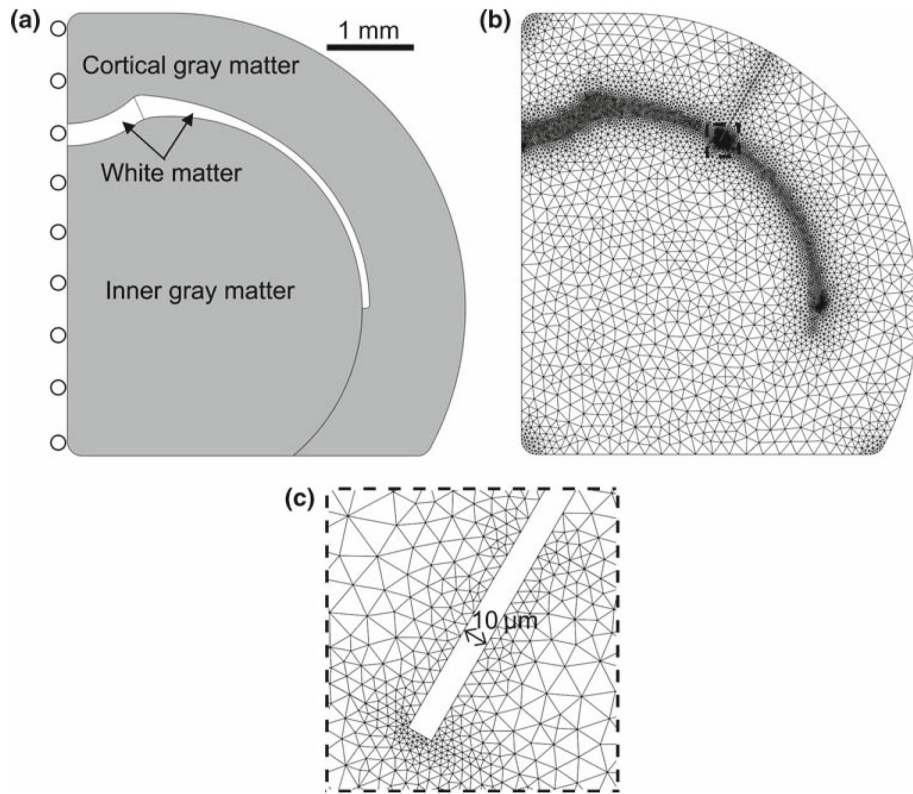 (a)
1 mm
Cortical gray matter
White matter
Inner gray matter
(b)
(c)
10 µm